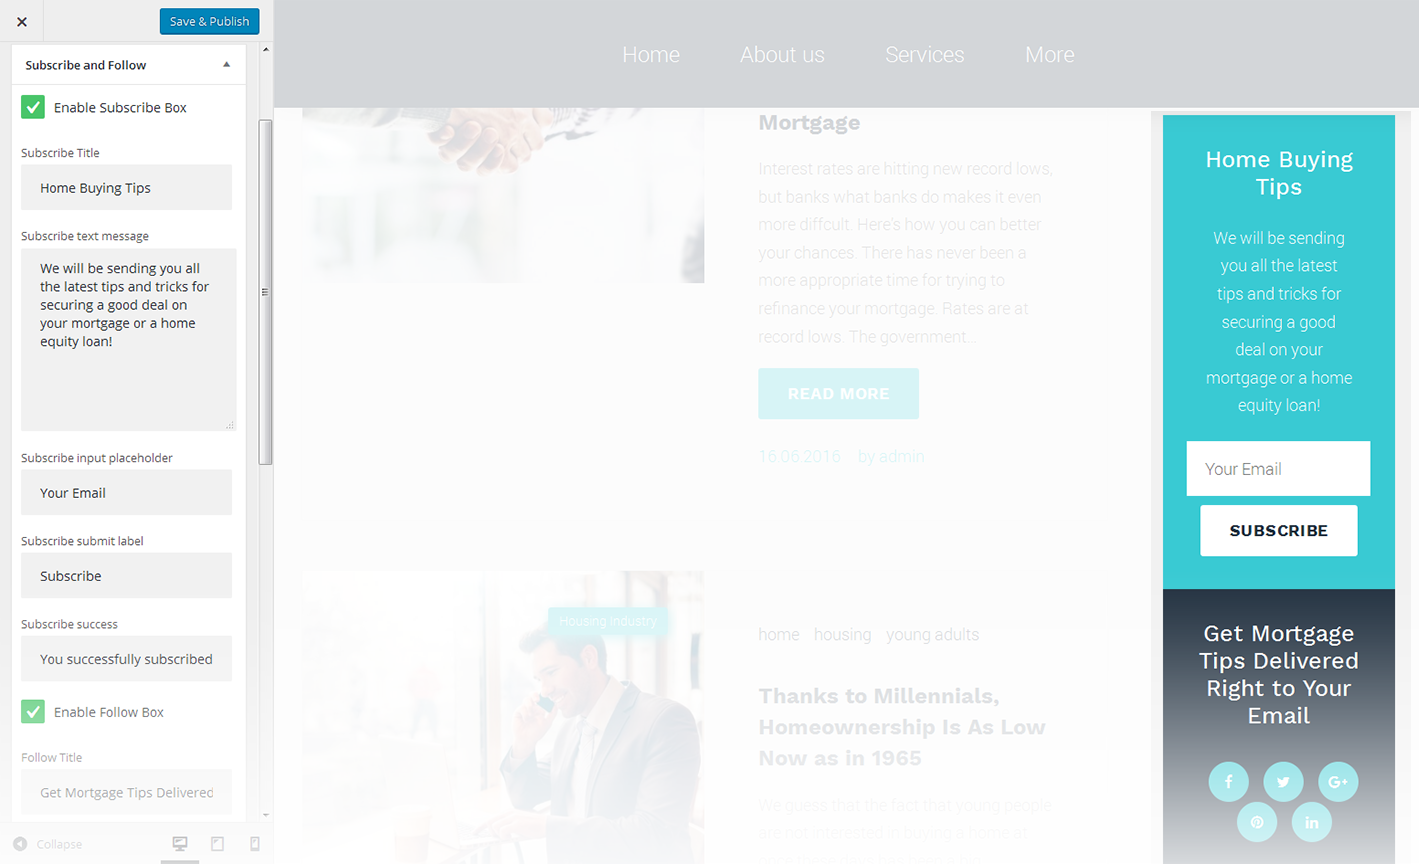 Save & Publish
Subscribe and Follow
Enable Subscribe Box
Subscribe Title
Home Buying Tips
Subscribe text message
We will be sending you all
the latest tips and tricks for
securing a good deal on
your mortgage or a home
equity loan!
Subscribe input placeholder
Your Email
Subscribe submit label
Subscribe
Subscribe success
You successfully subscribed
Enable Follow Box
Follow Title
Get Mortgage Tips Delivered
Collapse
Home About us Services More
Mortgage
Interest rates are hitting new record lows,
but banks what banks do makes it even
more diffcult. Here's how you can better
your chances. There has never been a
more appropriate time for trying to
refinance your mortgage. Rates are at
record lows. The government...
READ MORE
16.06.2016 by admin
Housing industry
home housing young adults
Thanks to Millennials,
Homeownership Is As Low
Now as in 1965
We guess that the fact that young people
are not interested in buying a home at
Home Buying
Tips
We will be sending
you all the latest
tips and tricks for
securing a good
deal on your
mortgage or a home
equity loan!
Your Email
SUBSCRIBE
Get Mortgage
Tips Delivered
Right to Your
Email